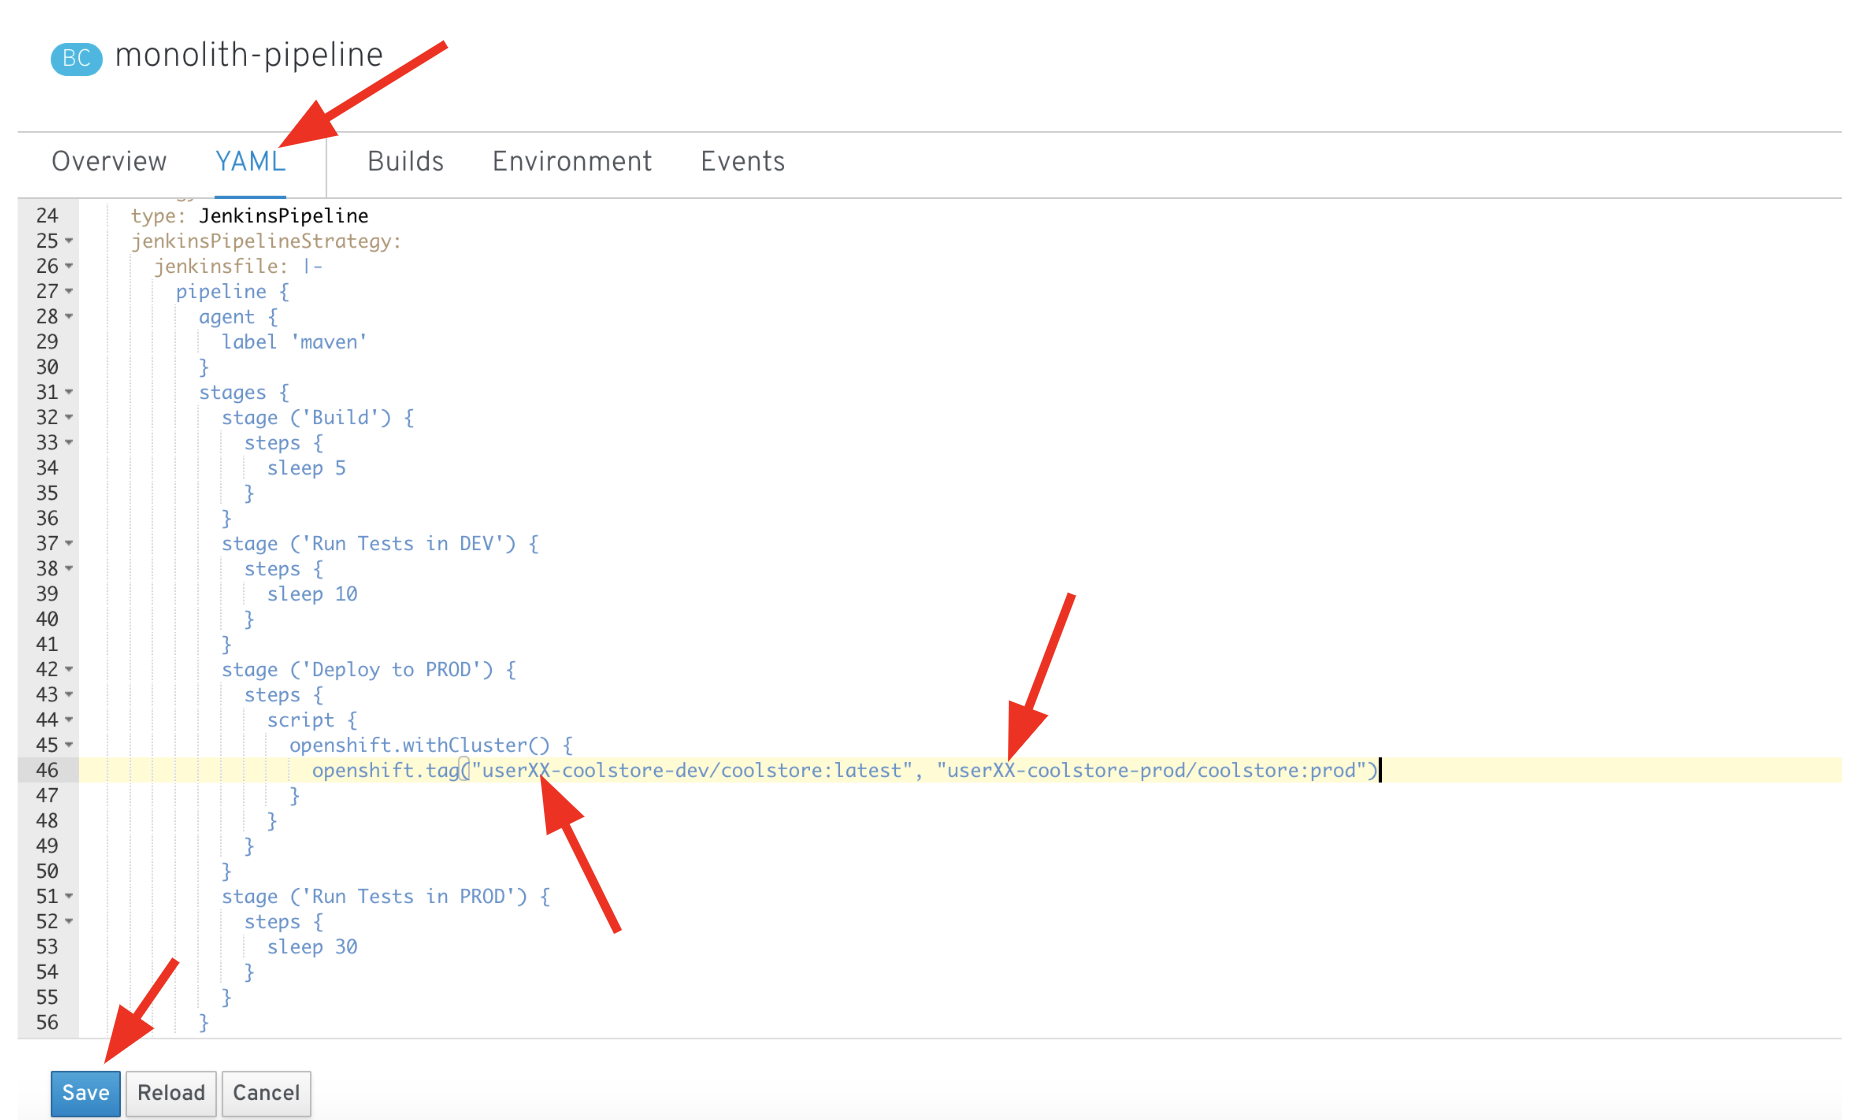 BC monolith-pipeline
Overview YAML Builds Environment Events
24 type: JenkinsPipeline
25 jenkinsPipelineStrategy:
26 jenkinsfile: |-
27 pipeline {
28 agent {
29 label 'maven'
30 }
31 stages {
32 stage ('Build') {
33 steps {
34 sleep 5
35 }
36 }
37 stage ('Run Tests in DEV') {
38 steps {
39 sleep 10
40 }
41 }
42 stage ('Deploy to PROD') {
43 steps {
44 script {
45 openshift.withCluster() {
46 openshift.tag("userXX-coolstore-dev/coolstore:latest", "userXX-coolstore-prod/coolstore:prod")
47 }
48 }
49 }
50 }
51 stage ('Run Tests in PROD') {
52 steps {
53 sleep 30
54 }
55 }
56 }
Save Reload Cancel